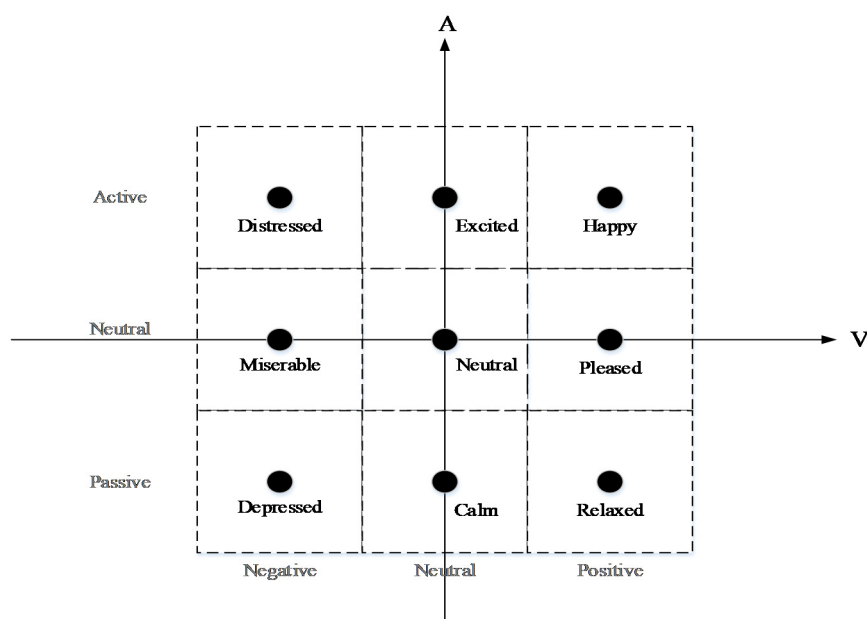 A
Active
Distressed Excited Happy
Neutral
V
Miserable Neutral Pleased
Passive
Depressed Calm Relaxed
Negative Neutral Positive